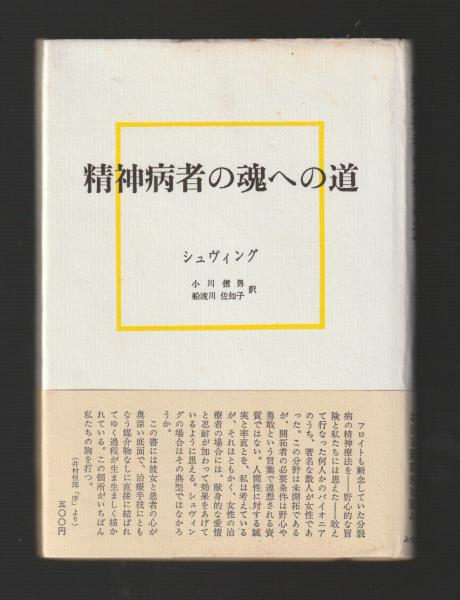 精神病者の魂への道
シュヴィング
小川信男
船渡川佐知子
訳
フロイトも断念していた分裂
病の精神療法を――野心的な冒
険と私たちには思えた――敢え
て行なった何人かのパイオニア
のうち、著名な数人が女性であ
った。この分野は未開拓である
が、開拓者の必要条件は野心や
勇敢という言葉で連想される資
質ではない。人間性に対する誠
実と率直とを、私は考えている
が、それはともかく、女性の治
療者の場合には、献身的な愛情
と忍耐が加わって効果をあげて
いるように思える。シュヴィン
グの場合はその典型ではなかろ
うか。
この書には彼女と患者の心が
奥深い底面で、治療手技にとも
なう媒介物なしに直接に結ばれ
てゆく過程が生ま生ましく描か
れている。この個所がいちばん
私たちの胸を打つ。
(井村恒郎「序」より)
五〇〇円